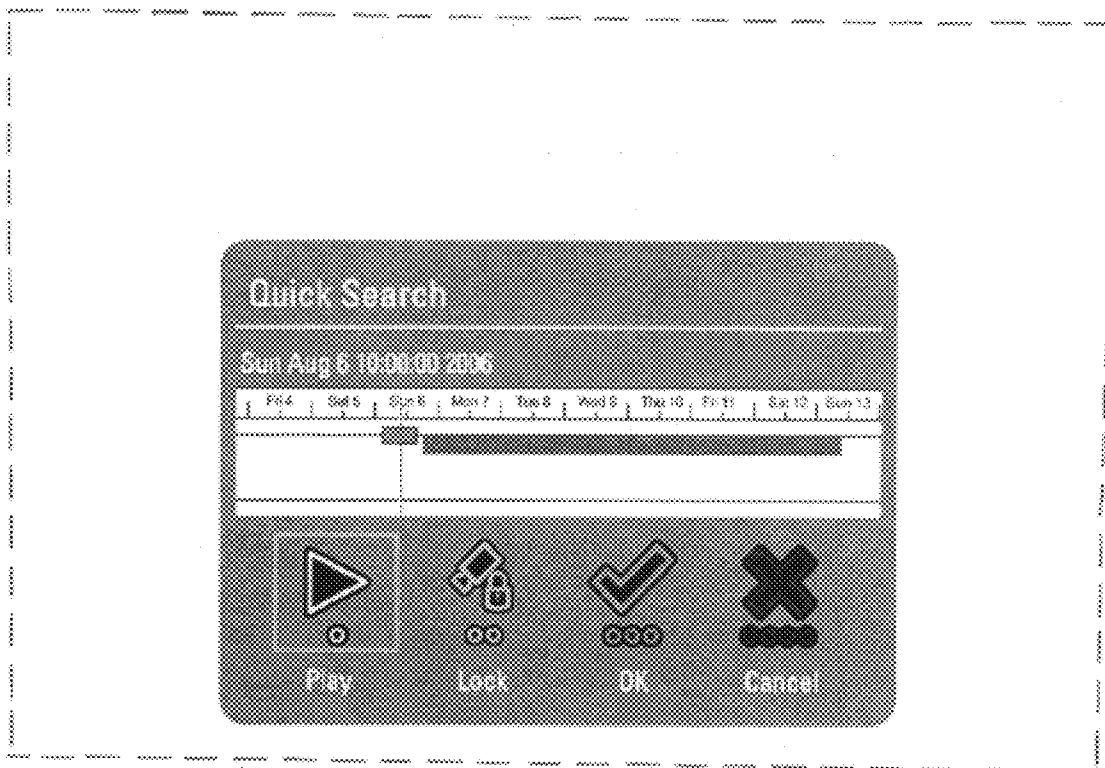 Quick Search
Sun Aug 6 10:00:00 2006
Fri 4 Sat 5 Sun 6 Mon 7 Tue 8 Wed 9 Thu 10 Fri 11 Sat 12 Sun 13
Play Lock OK Cancel